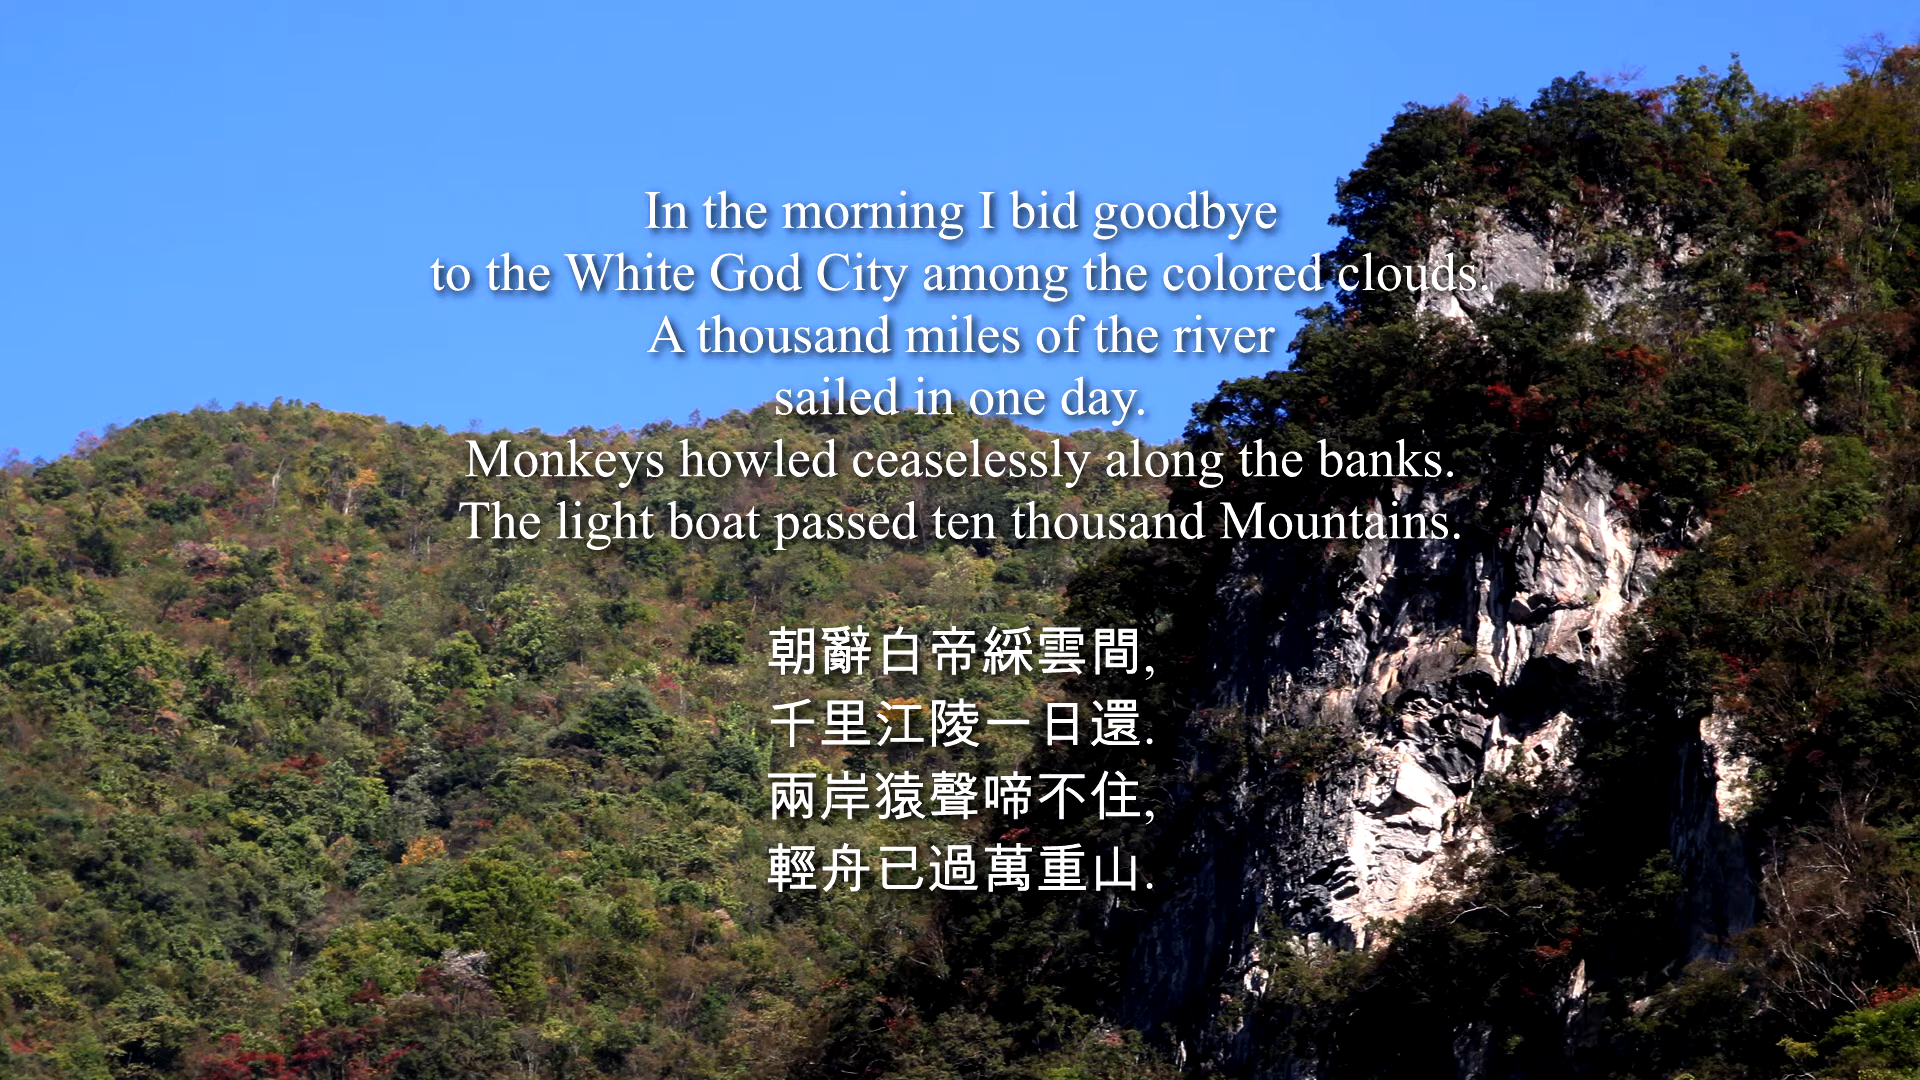 In the morning I bid goodbye
to the White God City among the colored clouds.
A thousand miles of the river
sailed in one day.
Monkeys howled ceaselessly along the banks.
The light boat passed ten thousand Mountains.
朝辭白帝綵雲間,
千里江陵一日還.
兩岸猿聲啼不住,
輕舟已過萬重山.